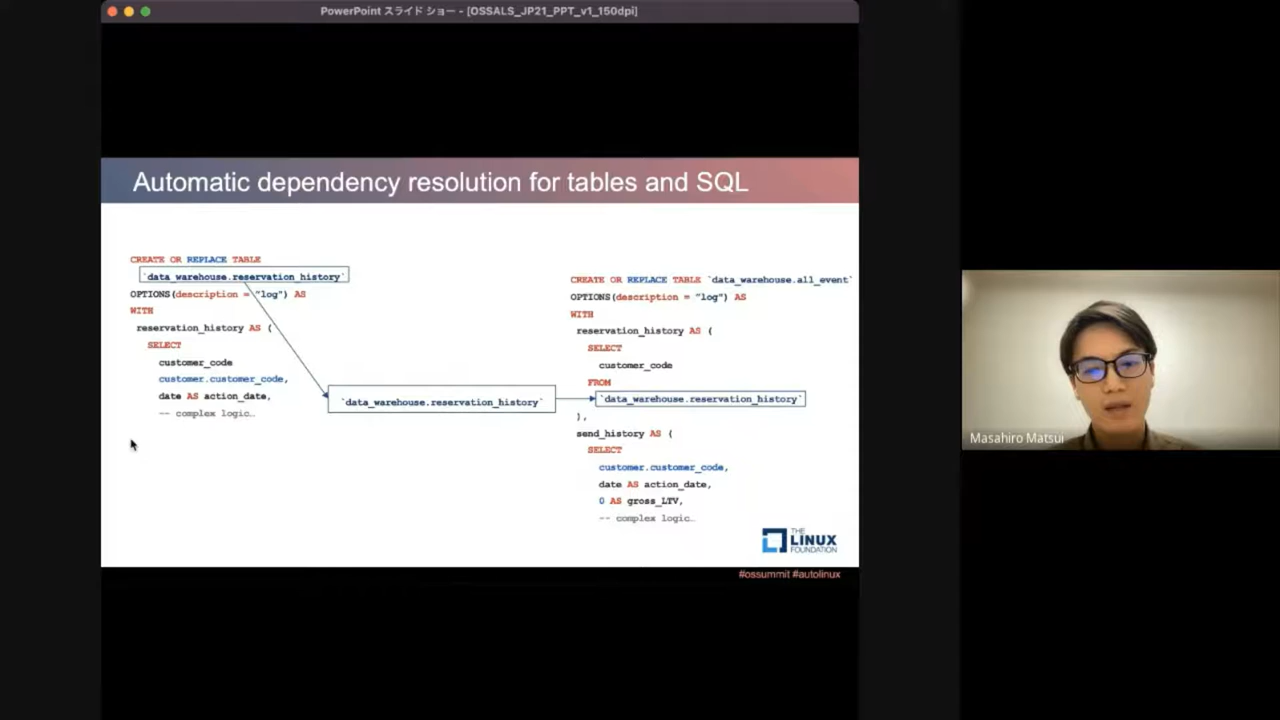 PowerPoint スライド ショー - [OSSALS_JP21_PPT_v1_150dpi]
Automatic dependency resolution for tables and SQL
CREATE OR REPLACE TABLE
`data_warehouse.reservation_history`
OPTIONS(description = "log") AS
WITH
reservation_history AS (
SELECT
customer_code
customer.customer_code,
date AS action_date,
-- complex logic…
`data_warehouse.reservation_history`
CREATE OR REPLACE TABLE `data_warehouse.all_event`
OPTIONS(description = "log") AS
WITH
reservation_history AS (
SELECT
customer_code
FROM
`data_warehouse.reservation_history`
),
send_history AS (
SELECT
customer.customer_code,
date AS action_date,
0 AS gross_LTV,
-- complex logic…
THE
LINUX
FOUNDATION
#ossummit #autolinux
Masahiro Matsui